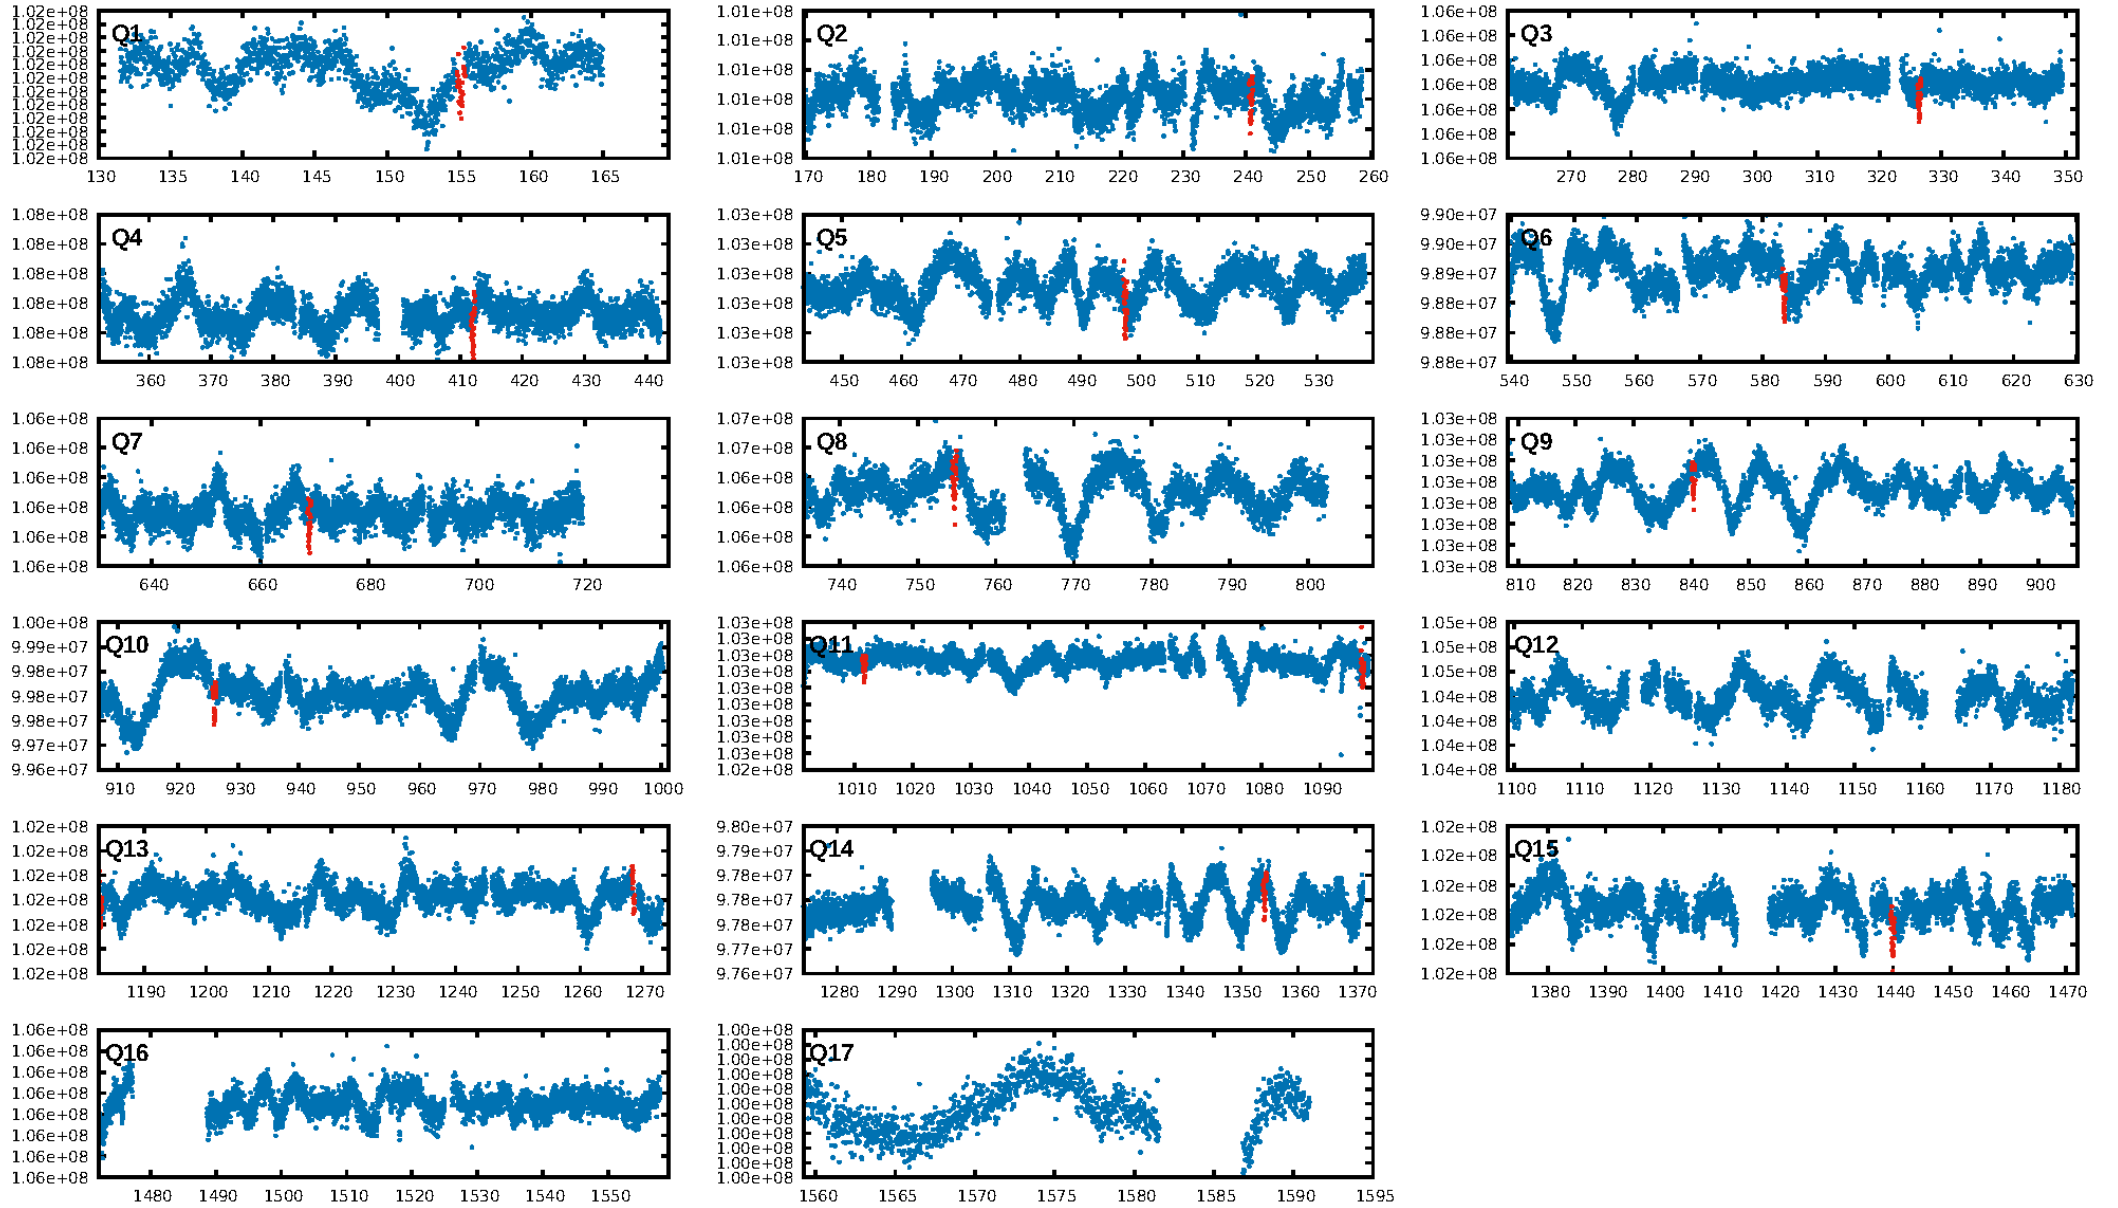 1.02e+08 1.02e+08 1.02e+08 1.02e+08 1.02e+08 1.02e+08 1.02e+08 1.02e+08 1.02e+08 1.02e+08 1.02e+08 1.02e+08
Q1
130 135 140 145 150 155 160 165
1.01e+08 1.01e+08 1.01e+08 1.01e+08 1.01e+08 1.01e+08
Q2
170 180 190 200 210 220 230 240 250 260
1.06e+08 1.06e+08 1.06e+08 1.06e+08 1.06e+08 1.06e+08 1.06e+08
Q3
270 280 290 300 310 320 330 340 350
1.08e+08 1.08e+08 1.08e+08 1.08e+08 1.08e+08 1.08e+08
Q4
360 370 380 390 400 410 420 430 440
1.03e+08 1.03e+08 1.03e+08 1.03e+08 1.03e+08 1.03e+08
Q5
450 460 470 480 490 500 510 520 530
9.90e+07 9.90e+07 9.89e+07 9.88e+07 9.88e+07 9.88e+07
Q6
540 550 560 570 580 590 600 610 620 630
1.06e+08 1.06e+08 1.06e+08 1.06e+08 1.06e+08 1.06e+08
Q7
640 660 680 700 720
1.07e+08 1.07e+08 1.06e+08 1.06e+08 1.06e+08 1.06e+08
Q8
740 750 760 770 780 790 800
1.03e+08 1.03e+08 1.03e+08 1.03e+08 1.03e+08 1.03e+08 1.03e+08 1.03e+08
Q9
810 820 830 840 850 860 870 880 890 900
1.00e+08 9.99e+07 9.98e+07 9.98e+07 9.98e+07 9.97e+07 9.96e+07
Q10
910 920 930 940 950 960 970 980 990 1000
1.03e+08 1.03e+08 1.03e+08 1.03e+08 1.03e+08 1.03e+08 1.03e+08 1.03e+08 1.03e+08 1.02e+08
Q11
1010 1020 1030 1040 1050 1060 1070 1080 1090
1.05e+08 1.05e+08 1.05e+08 1.04e+08 1.04e+08 1.04e+08 1.04e+08
Q12
1100 1110 1120 1130 1140 1150 1160 1170 1180
1.02e+08 1.02e+08 1.02e+08 1.02e+08 1.02e+08 1.02e+08 1.02e+08
Q13
1190 1200 1210 1220 1230 1240 1250 1260 1270
9.80e+07 9.79e+07 9.78e+07 9.78e+07 9.78e+07 9.77e+07 9.76e+07
Q14
1280 1290 1300 1310 1320 1330 1340 1350 1360 1370
1.02e+08 1.02e+08 1.02e+08 1.02e+08 1.02e+08 1.02e+08
Q15
1380 1390 1400 1410 1420 1430 1440 1450 1460 1470
1.06e+08 1.06e+08 1.06e+08 1.06e+08 1.06e+08 1.06e+08 1.06e+08 1.06e+08
Q16
1480 1490 1500 1510 1520 1530 1540 1550
1.00e+08 1.00e+08 1.00e+08 1.00e+08 1.00e+08 1.00e+08 1.00e+08 1.00e+08 1.00e+08 1.00e+08 1.00e+08
Q17
1560 1565 1570 1575 1580 1585 1590 1595